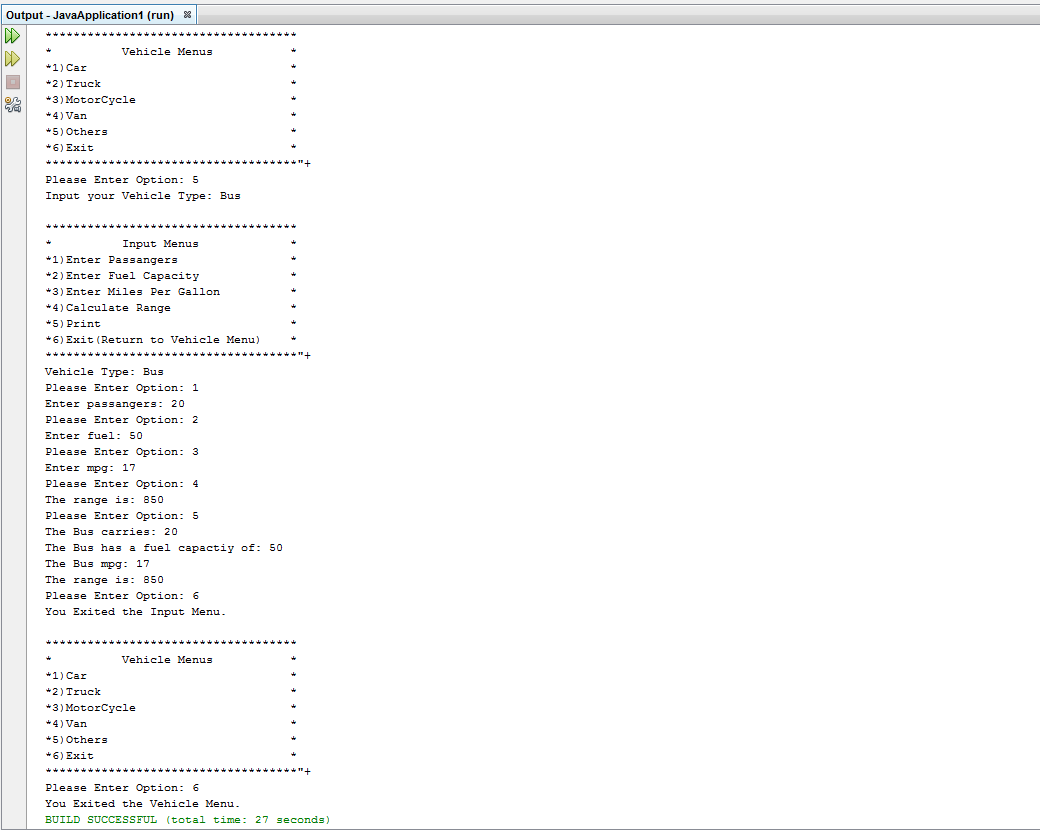 Output - JavaApplication1 (run)
************************************
* Vehicle Menus *
*1)Car *
*2)Truck *
*3)MotorCycle *
*4)Van *
*5)Others *
*6)Exit *
************************************"+
Please Enter Option: 5
Input your Vehicle Type: Bus
************************************
* Input Menus *
*1)Enter Passangers *
*2)Enter Fuel Capacity *
*3)Enter Miles Per Gallon *
*4)Calculate Range *
*5)Print *
*6)Exit(Return to Vehicle Menu) *
************************************"+
Vehicle Type: Bus
Please Enter Option: 1
Enter passangers: 20
Please Enter Option: 2
Enter fuel: 50
Please Enter Option: 3
Enter mpg: 17
Please Enter Option: 4
The range is: 850
Please Enter Option: 5
The Bus carries: 20
The Bus has a fuel capactiy of: 50
The Bus mpg: 17
The range is: 850
Please Enter Option: 6
You Exited the Input Menu.
************************************
* Vehicle Menus *
*1)Car *
*2)Truck *
*3)MotorCycle *
*4)Van *
*5)Others *
*6)Exit *
************************************"+
Please Enter Option: 6
You Exited the Vehicle Menu.
BUILD SUCCESSFUL (total time: 27 seconds)